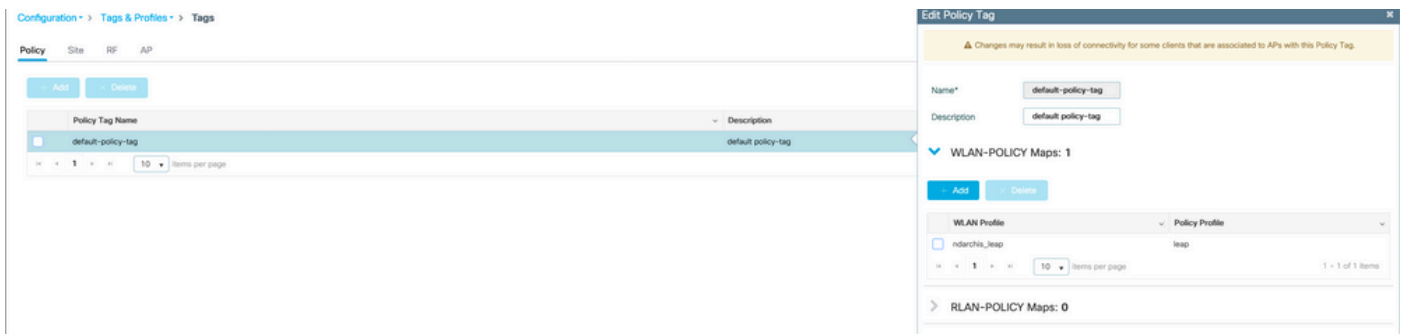 Configuration > Tags & Profiles > Tags
Policy Site RF AP
+ Add × Delete
Policy Tag Name Description
default-policy-tag default policy-tag
1 10 items per page
Edit Policy Tag ×
Changes may result in loss of connectivity for some clients that are associated to APs with this Policy Tag.
Name* default-policy-tag
Description default policy-tag
WLAN-POLICY Maps: 1
+ Add × Delete
WLAN Profile Policy Profile
ndarchis_leap leap
1 10 items per page 1 - 1 of 1 items
RLAN-POLICY Maps: 0